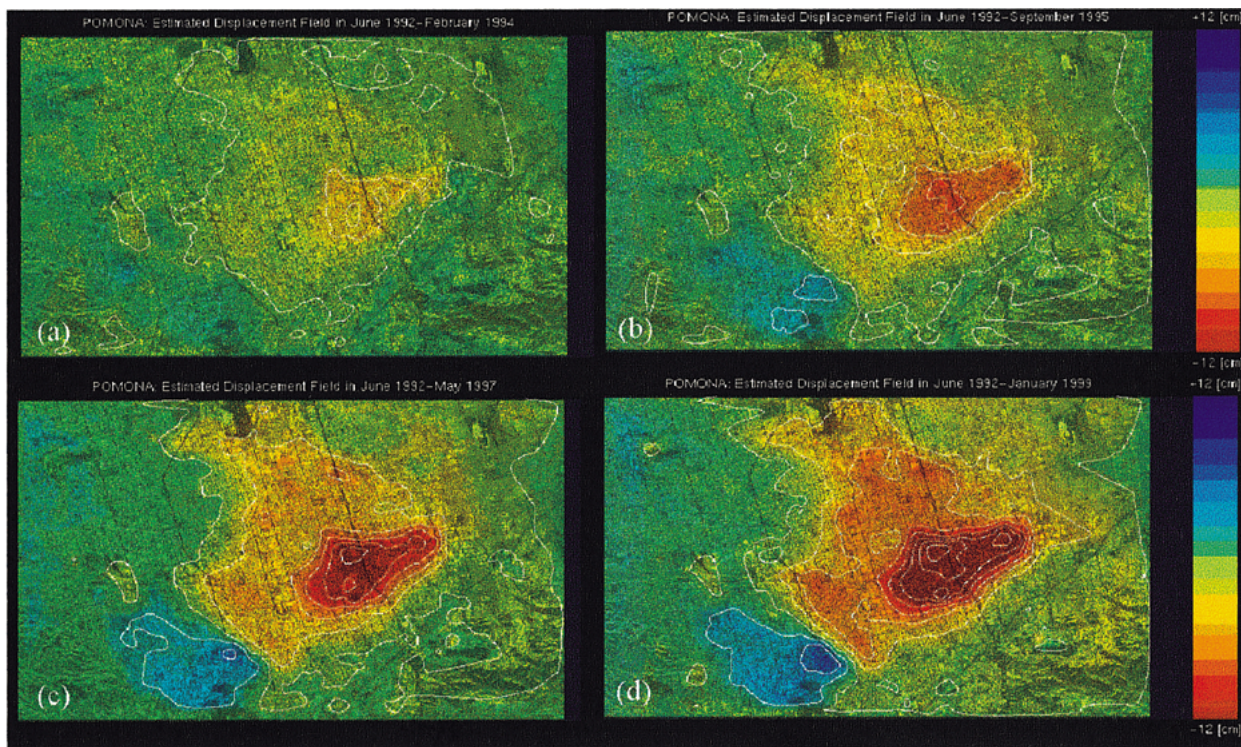 POMONA: Estimated Displacement Field in June 1992-February 1994
POMONA: Estimated Displacement Field in June 1992-September 1995
+12 [cm]
(a)
(b)
-12 [cm]
POMONA: Estimated Displacement Field in June 1992-May 1997
POMONA: Estimated Displacement Field in June 1992-January 1999
-12 [cm]
(c)
(d)
-12 [cm]